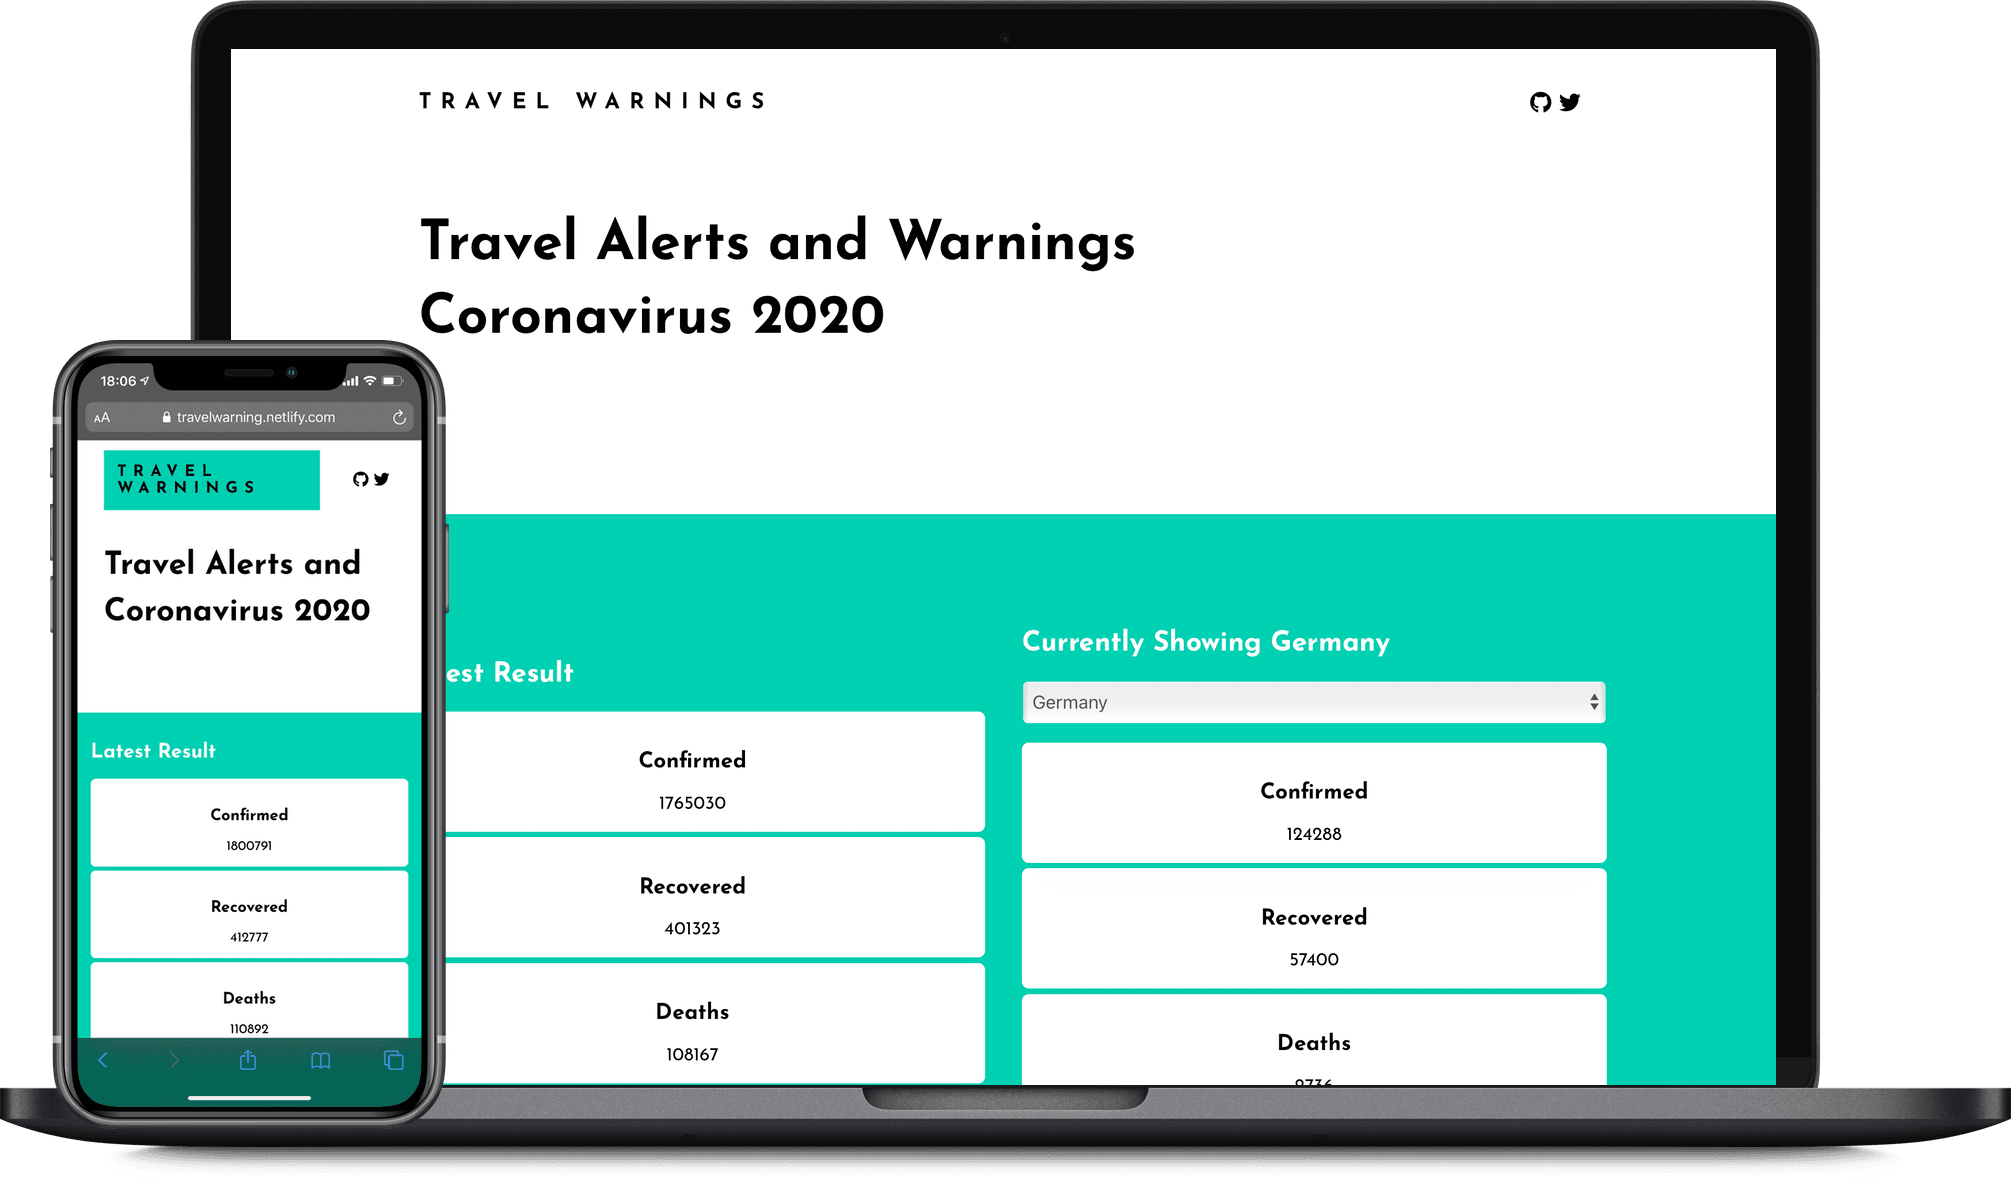 TRAVEL WARNINGS
Travel Alerts and Warnings
Coronavirus 2020
est Result
Confirmed
1765030
Recovered
401323
Deaths
108167
Currently Showing Germany
Germany
Confirmed
124288
Recovered
57400
Deaths
18:06
AA
travelwarning.netlify.com
TRAVEL
WARNINGS
Travel Alerts and
Coronavirus 2020
Latest Result
Confirmed
1800791
Recovered
412777
Deaths
110892